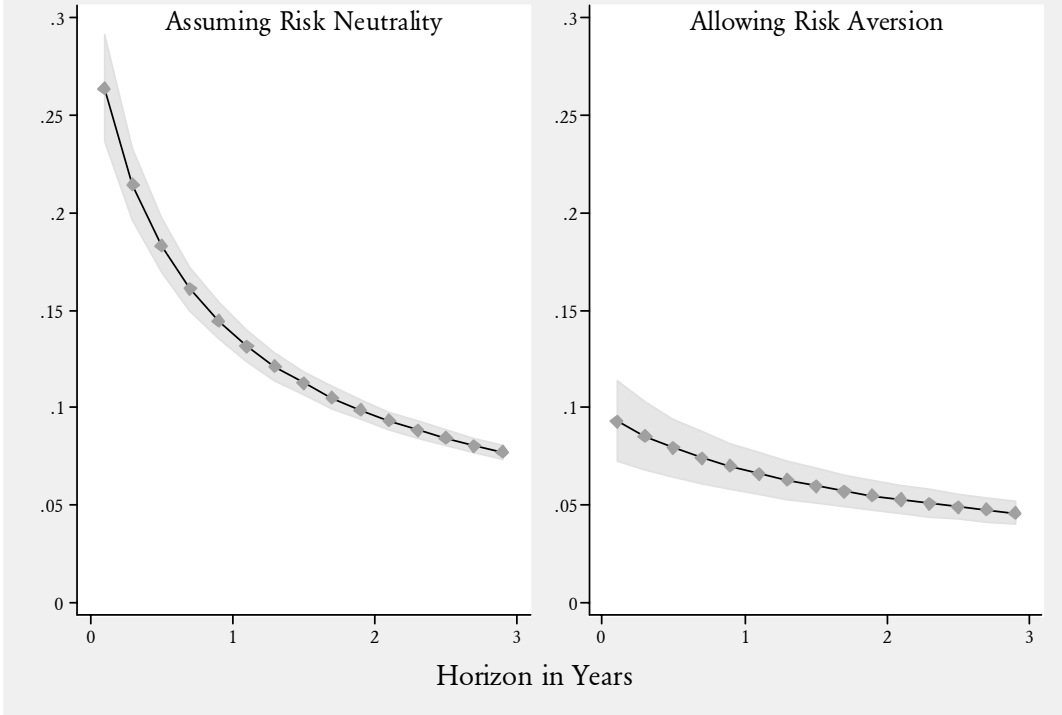 Assuming Risk Neutrality
.3
.25
.2
.15
.1
.05
0
0 1 2 3
Allowing Risk Aversion
.3
.25
.2
.15
.1
.05
0
0 1 2 3
Horizon in Years